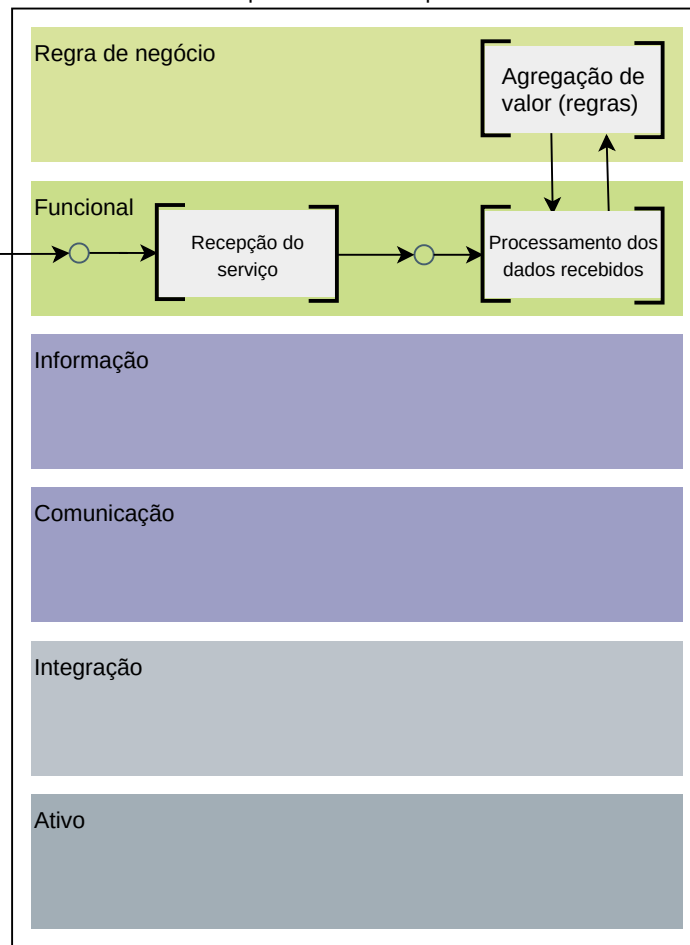 Regra de negócio
Agregação de
valor (regras)
Funcional
Recepção do
serviço
Processamento dos
dados recebidos
Informação
Comunicação
Integração
Ativo